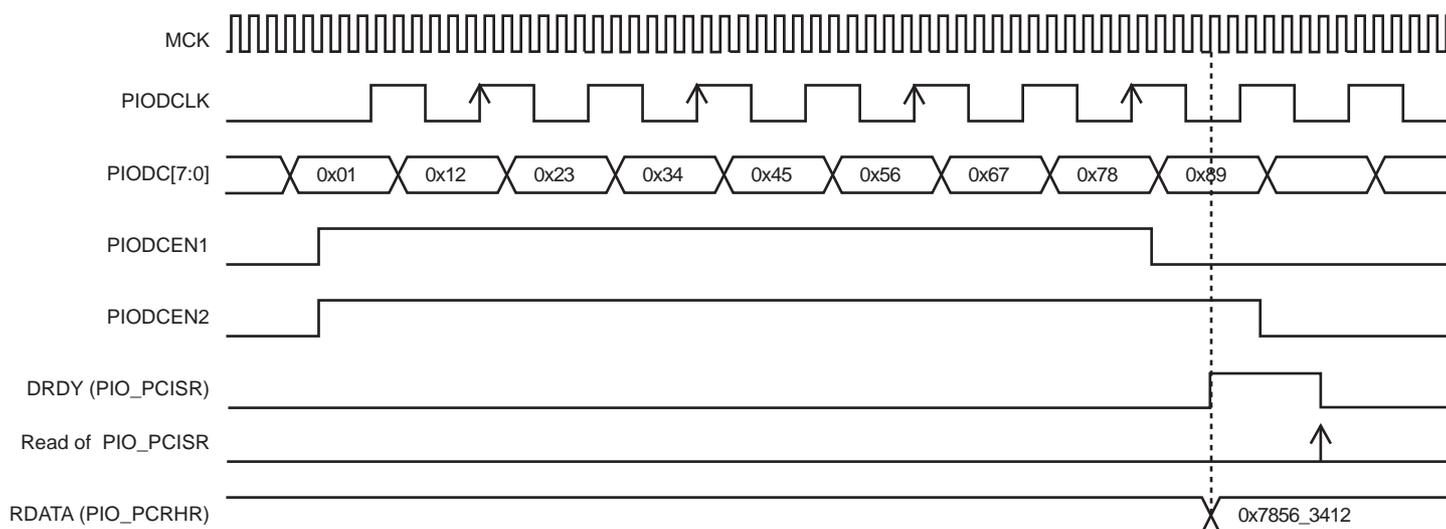 MCK
PIODCLK
PIODC[7:0] 0x01 0x12 0x23 0x34 0x45 0x56 0x67 0x78 0x89
PIODCEN1
PIODCEN2
DRDY (PIO_PCISR)
Read of PIO_PCISR
RDATA (PIO_PCRHR) 0x7856_3412